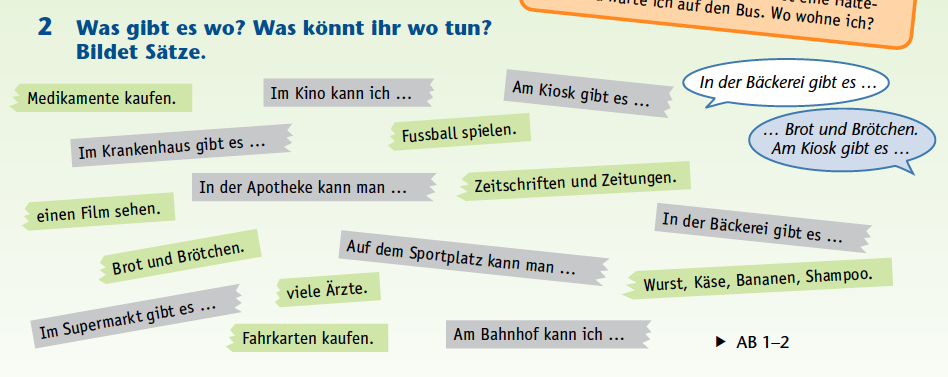 st eine Halte-
warte ich auf den Bus. Wo wohne ich?
2 Was gibt es wo? Was könnt ihr wo tun?
Bildet Sätze.
Medikamente kaufen.
Im Kino kann ich ...
Am Kiosk gibt es ...
In der Bäckerei gibt es ...
... Brot und Brötchen.
Am Kiosk gibt es ...
Im Krankenhaus gibt es ...
Fussball spielen.
In der Apotheke kann man ...
Zeitschriften und Zeitungen.
einen Film sehen.
In der Bäckerei gibt es ...
Brot und Brötchen.
Auf dem Sportplatz kann man ...
viele Ärzte.
Wurst, Käse, Bananen, Shampoo.
Im Supermarkt gibt es ...
Fahrkarten kaufen.
Am Bahnhof kann ich ...
▶ AB 1–2